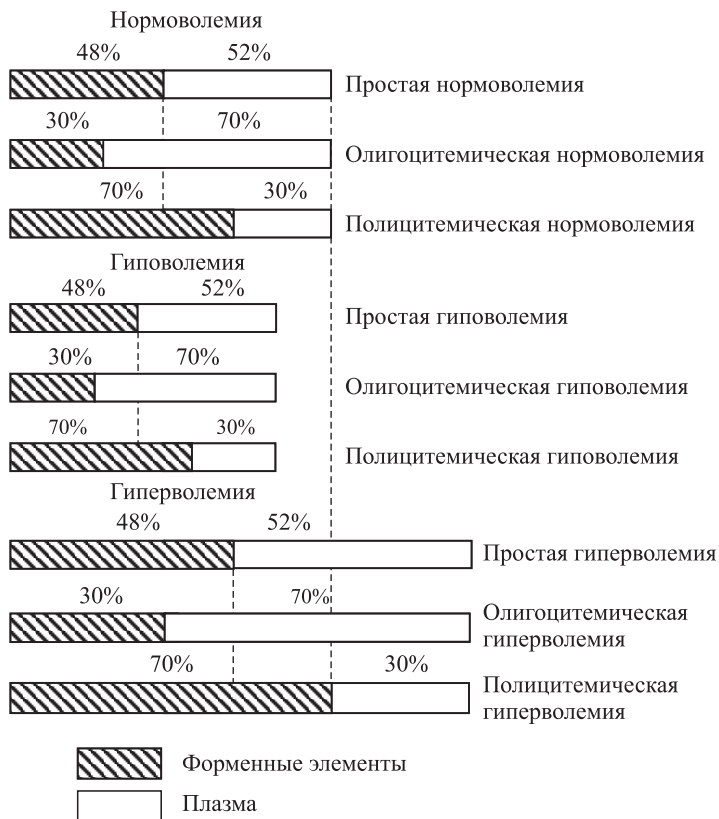 Нормоволемия
48% 52%
Простая нормоволемия
30% 70%
Олигоцитемическая нормоволемия
70% 30%
Полицитемическая нормоволемия
Гиповолемия
48% 52%
Простая гиповолемия
30% 70%
Олигоцитемическая гиповолемия
70% 30%
Полицитемическая гиповолемия
Гиперволемия
48% 52%
Простая гиперволемия
30% 70%
Олигоцитемическая
гиперволемия
70% 30%
Полицитемическая
гиперволемия
Форменные элементы
Плазма